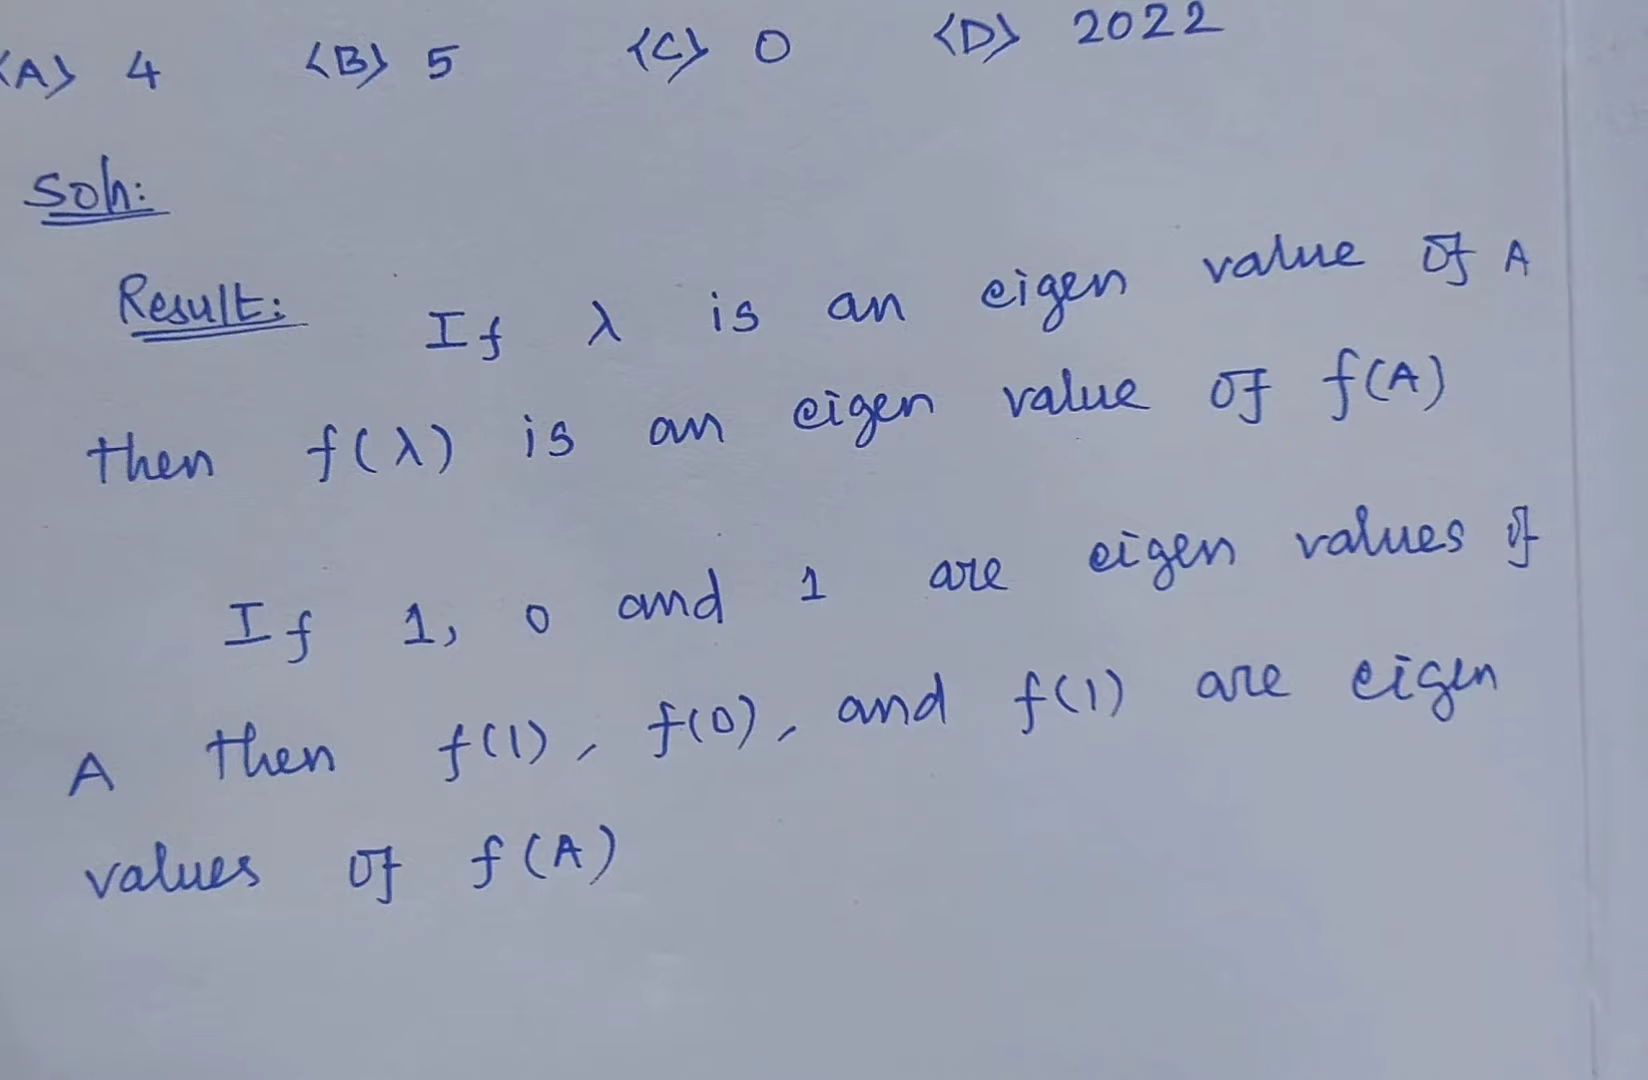 (A) 4 (B) 5 (C) 0 (D) 2022
Soln:
Result: If λ is an eigen value of A
then f(λ) is an eigen value of f(A)
If 1, 0 and 1 are eigen values of
A then f(1), f(0), and f(1) are eigen
values of f(A)